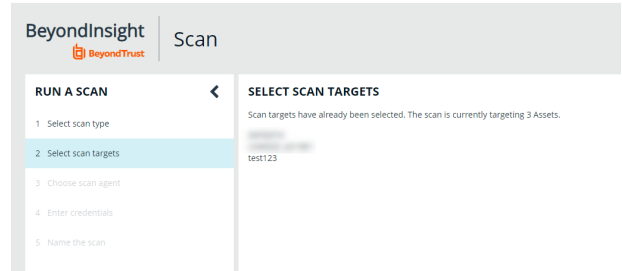 BeyondInsight
BeyondTrust
Scan
RUN A SCAN
1 Select scan type
2 Select scan targets
3 Choose scan agent
4 Enter credentials
5 Name the scan
SELECT SCAN TARGETS
Scan targets have already been selected. The scan is currently targeting 3 Assets.
test123